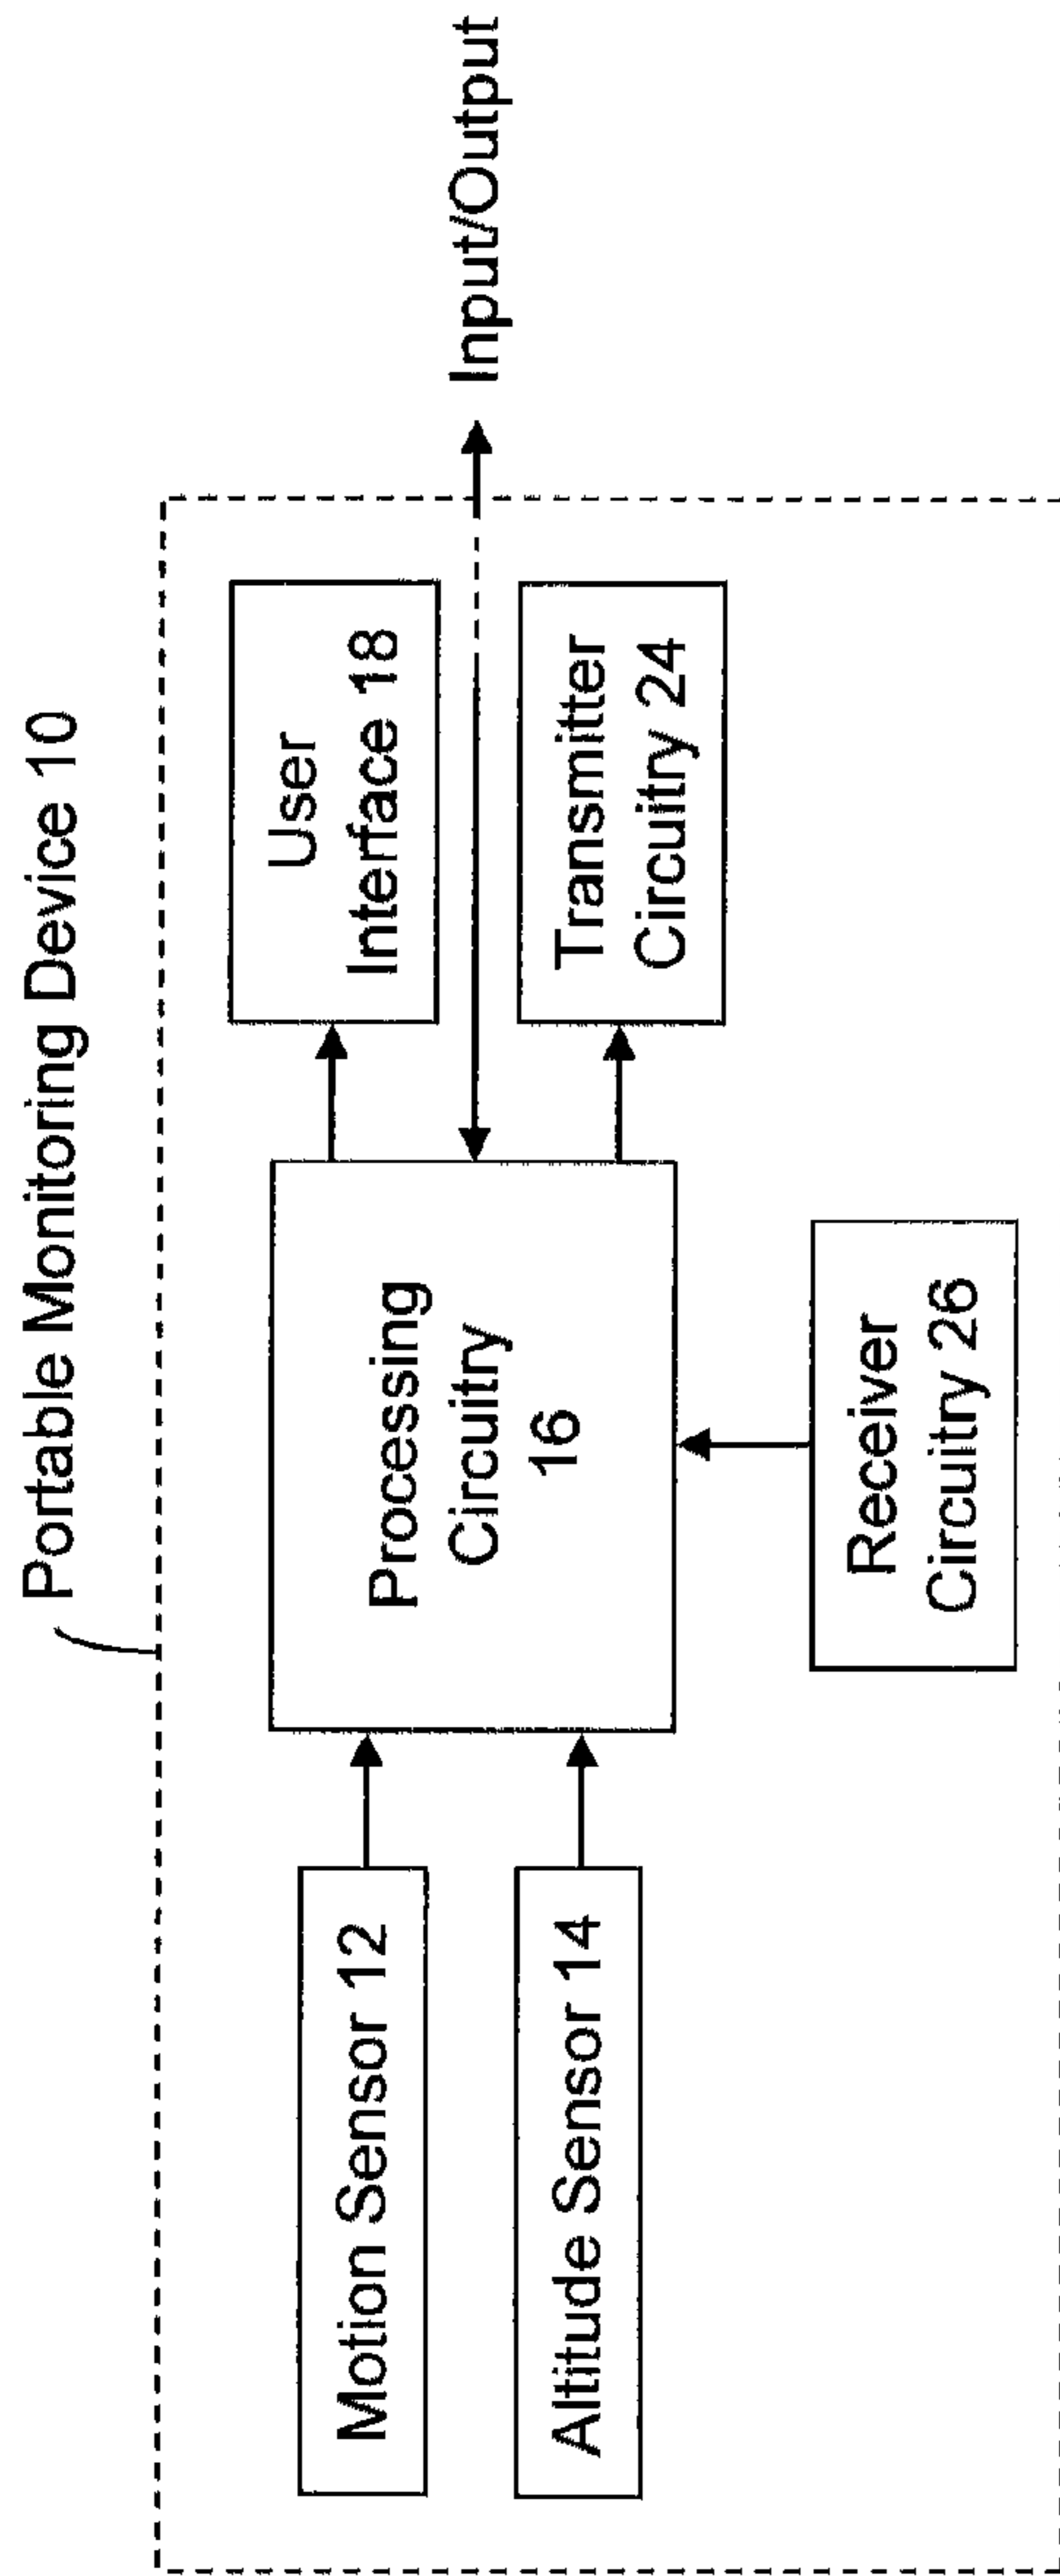 Portable Monitoring Device 10
Motion Sensor 12
Altitude Sensor 14
Processing
Circuitry
16
User
Interface 18
Transmitter
Circuitry 24
Input/Output
Receiver
Circuitry 26